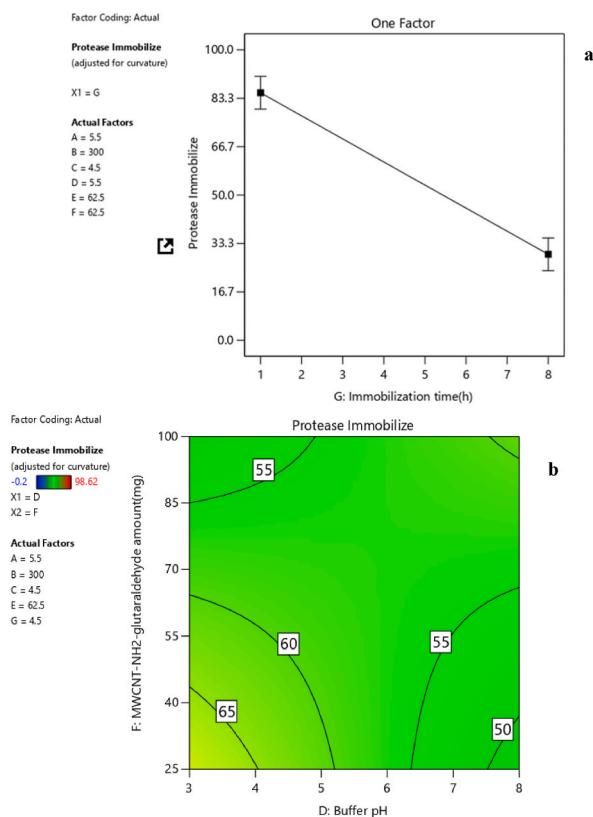 Factor Coding: Actual
Protease Immobilize
(adjusted for curvature)
X1 = G
Actual Factors
A = 5.5
B = 300
C = 4.5
D = 5.5
E = 62.5
F = 62.5
One Factor
a
Protease Immobilize
100.0
83.3
66.7
50.0
33.3
16.7
0.0
1 2 3 4 5 6 7 8
G: Immobilization time(h)
Factor Coding: Actual
Protease Immobilize
(adjusted for curvature)
-0.2 98.62
X1 = D
X2 = F
Actual Factors
A = 5.5
B = 300
C = 4.5
E = 62.5
G = 4.5
Protease Immobilize
b
F: MWCNT-NH2-glutaraldehyde amount(mg)
100
85
70
55
40
25
55
60
55
65
50
3 4 5 6 7 8
D: Buffer pH